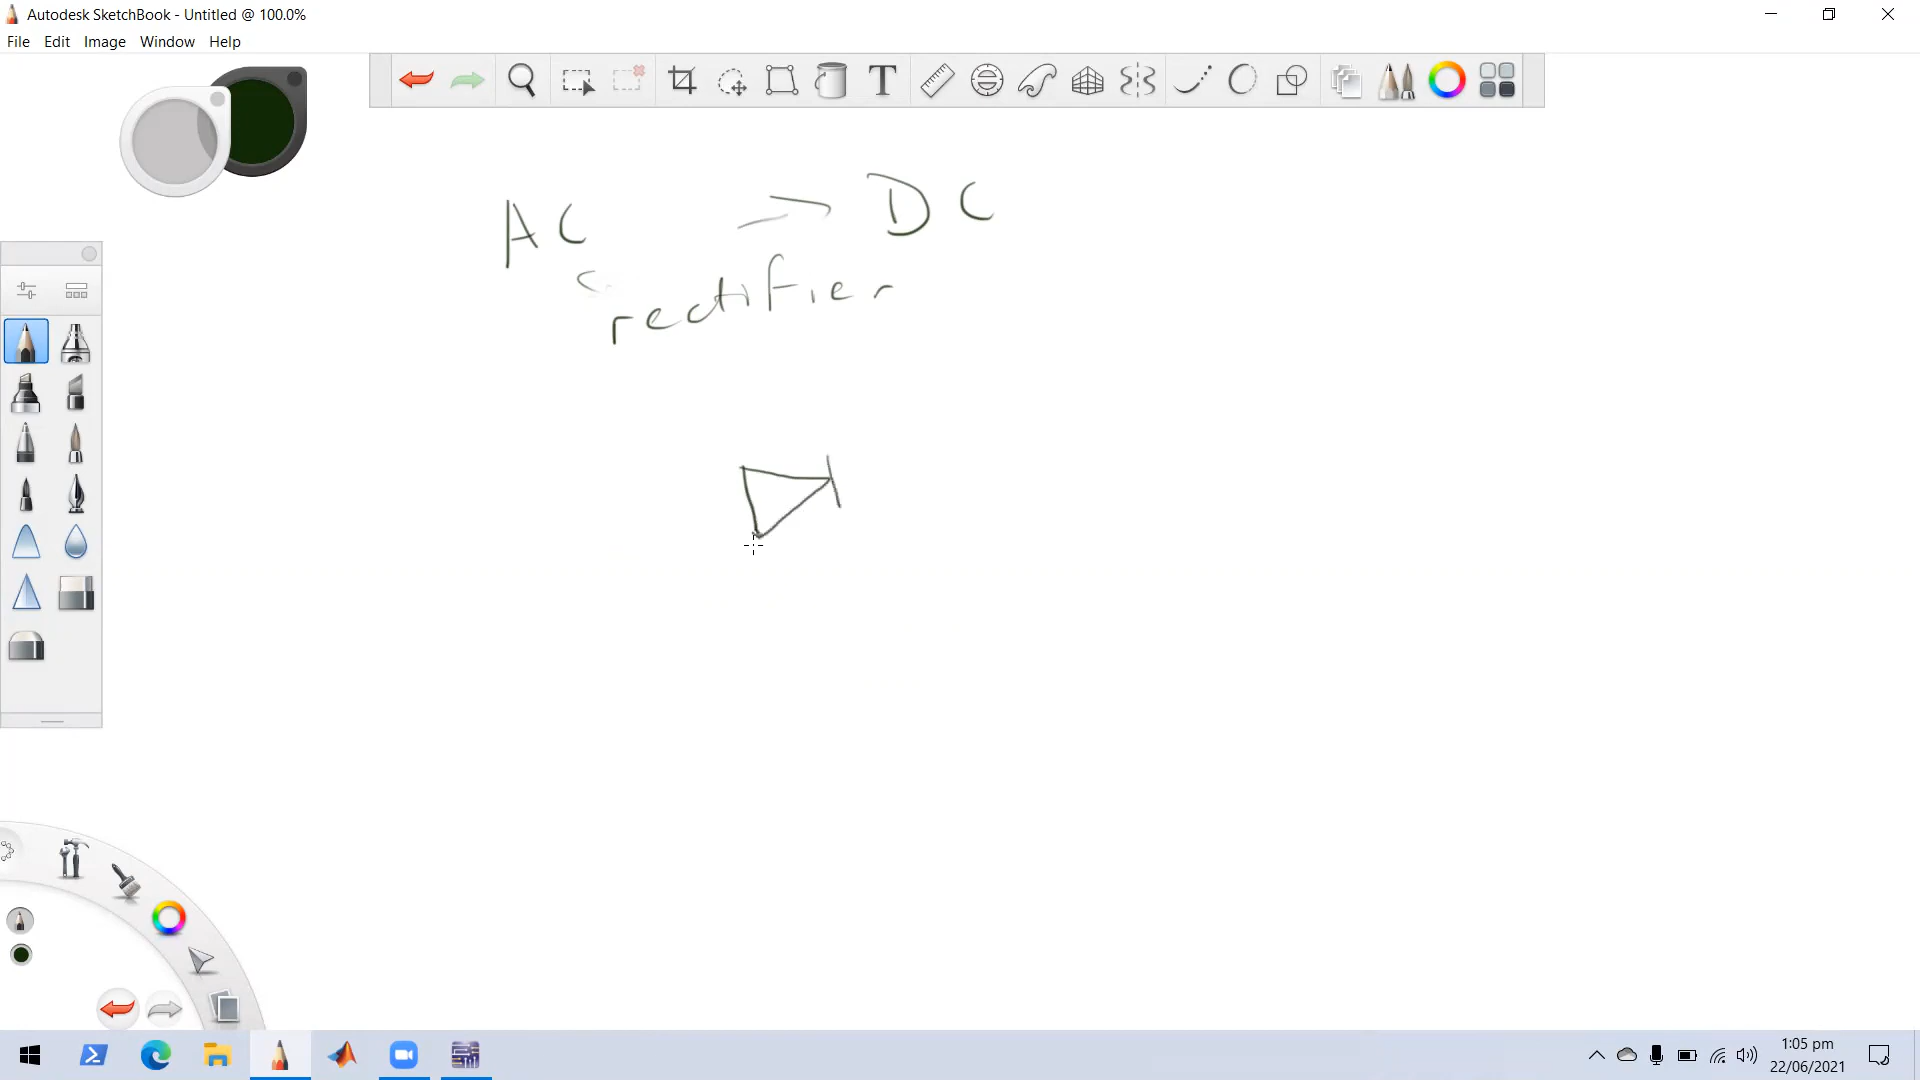 Autodesk SketchBook - Untitled @ 100.0%
File Edit Image Window Help
T
AC → DC
rectifier
1:05 pm
22/06/2021